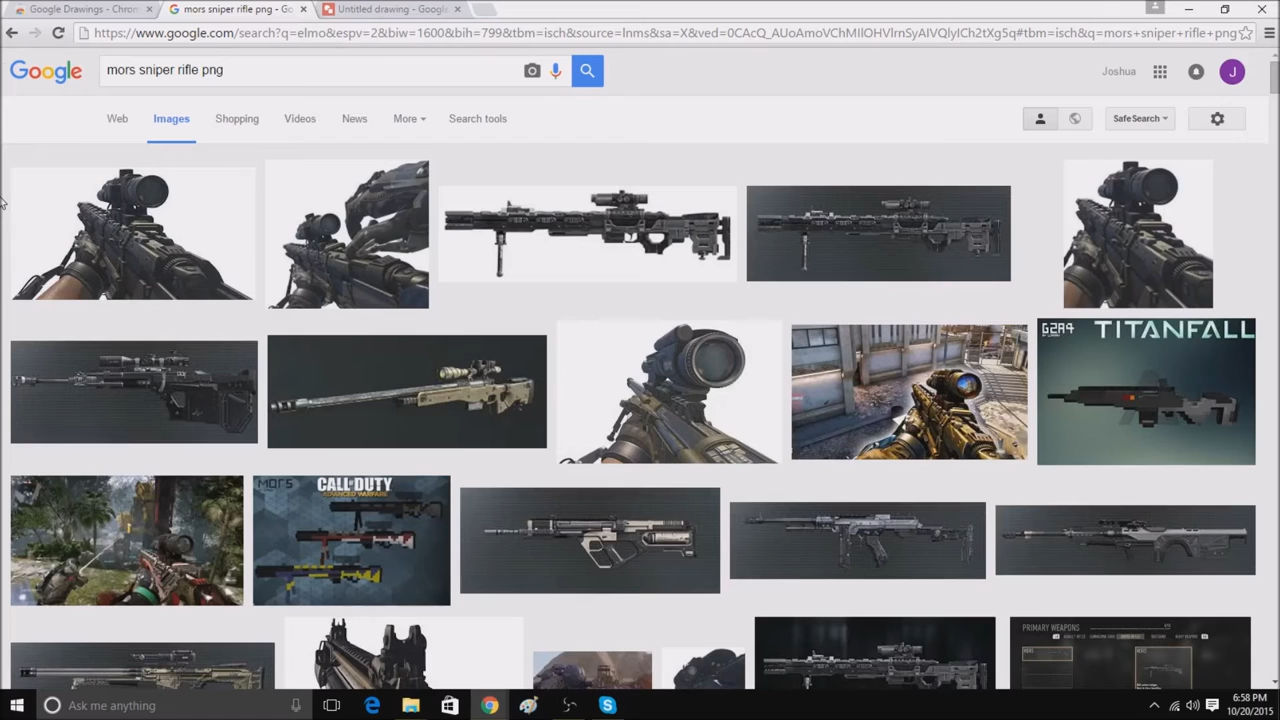 Google Drawings - Chrom
mors sniper rifle png - Go
Untitled drawing - Google
https://www.google.com/search?q=elmo&espv=2&biw=1600&bih=799&tbm=isch&source=lnms&sa=X&ved=0CAcQ_AUoAmoVChMIlOHVlrnSyAIVQlyICh2tXg5q#tbm=isch&q=mors+sniper+rifle+png
Google
mors sniper rifle png
Joshua
J
Web
Images
Shopping
Videos
News
More
Search tools
SafeSearch
G2A4
TITANFALL
MORS
CALL OF DUTY
ADVANCED WARFARE
PRIMARY WEAPONS
Ask me anything
6:58 PM
10/20/2015